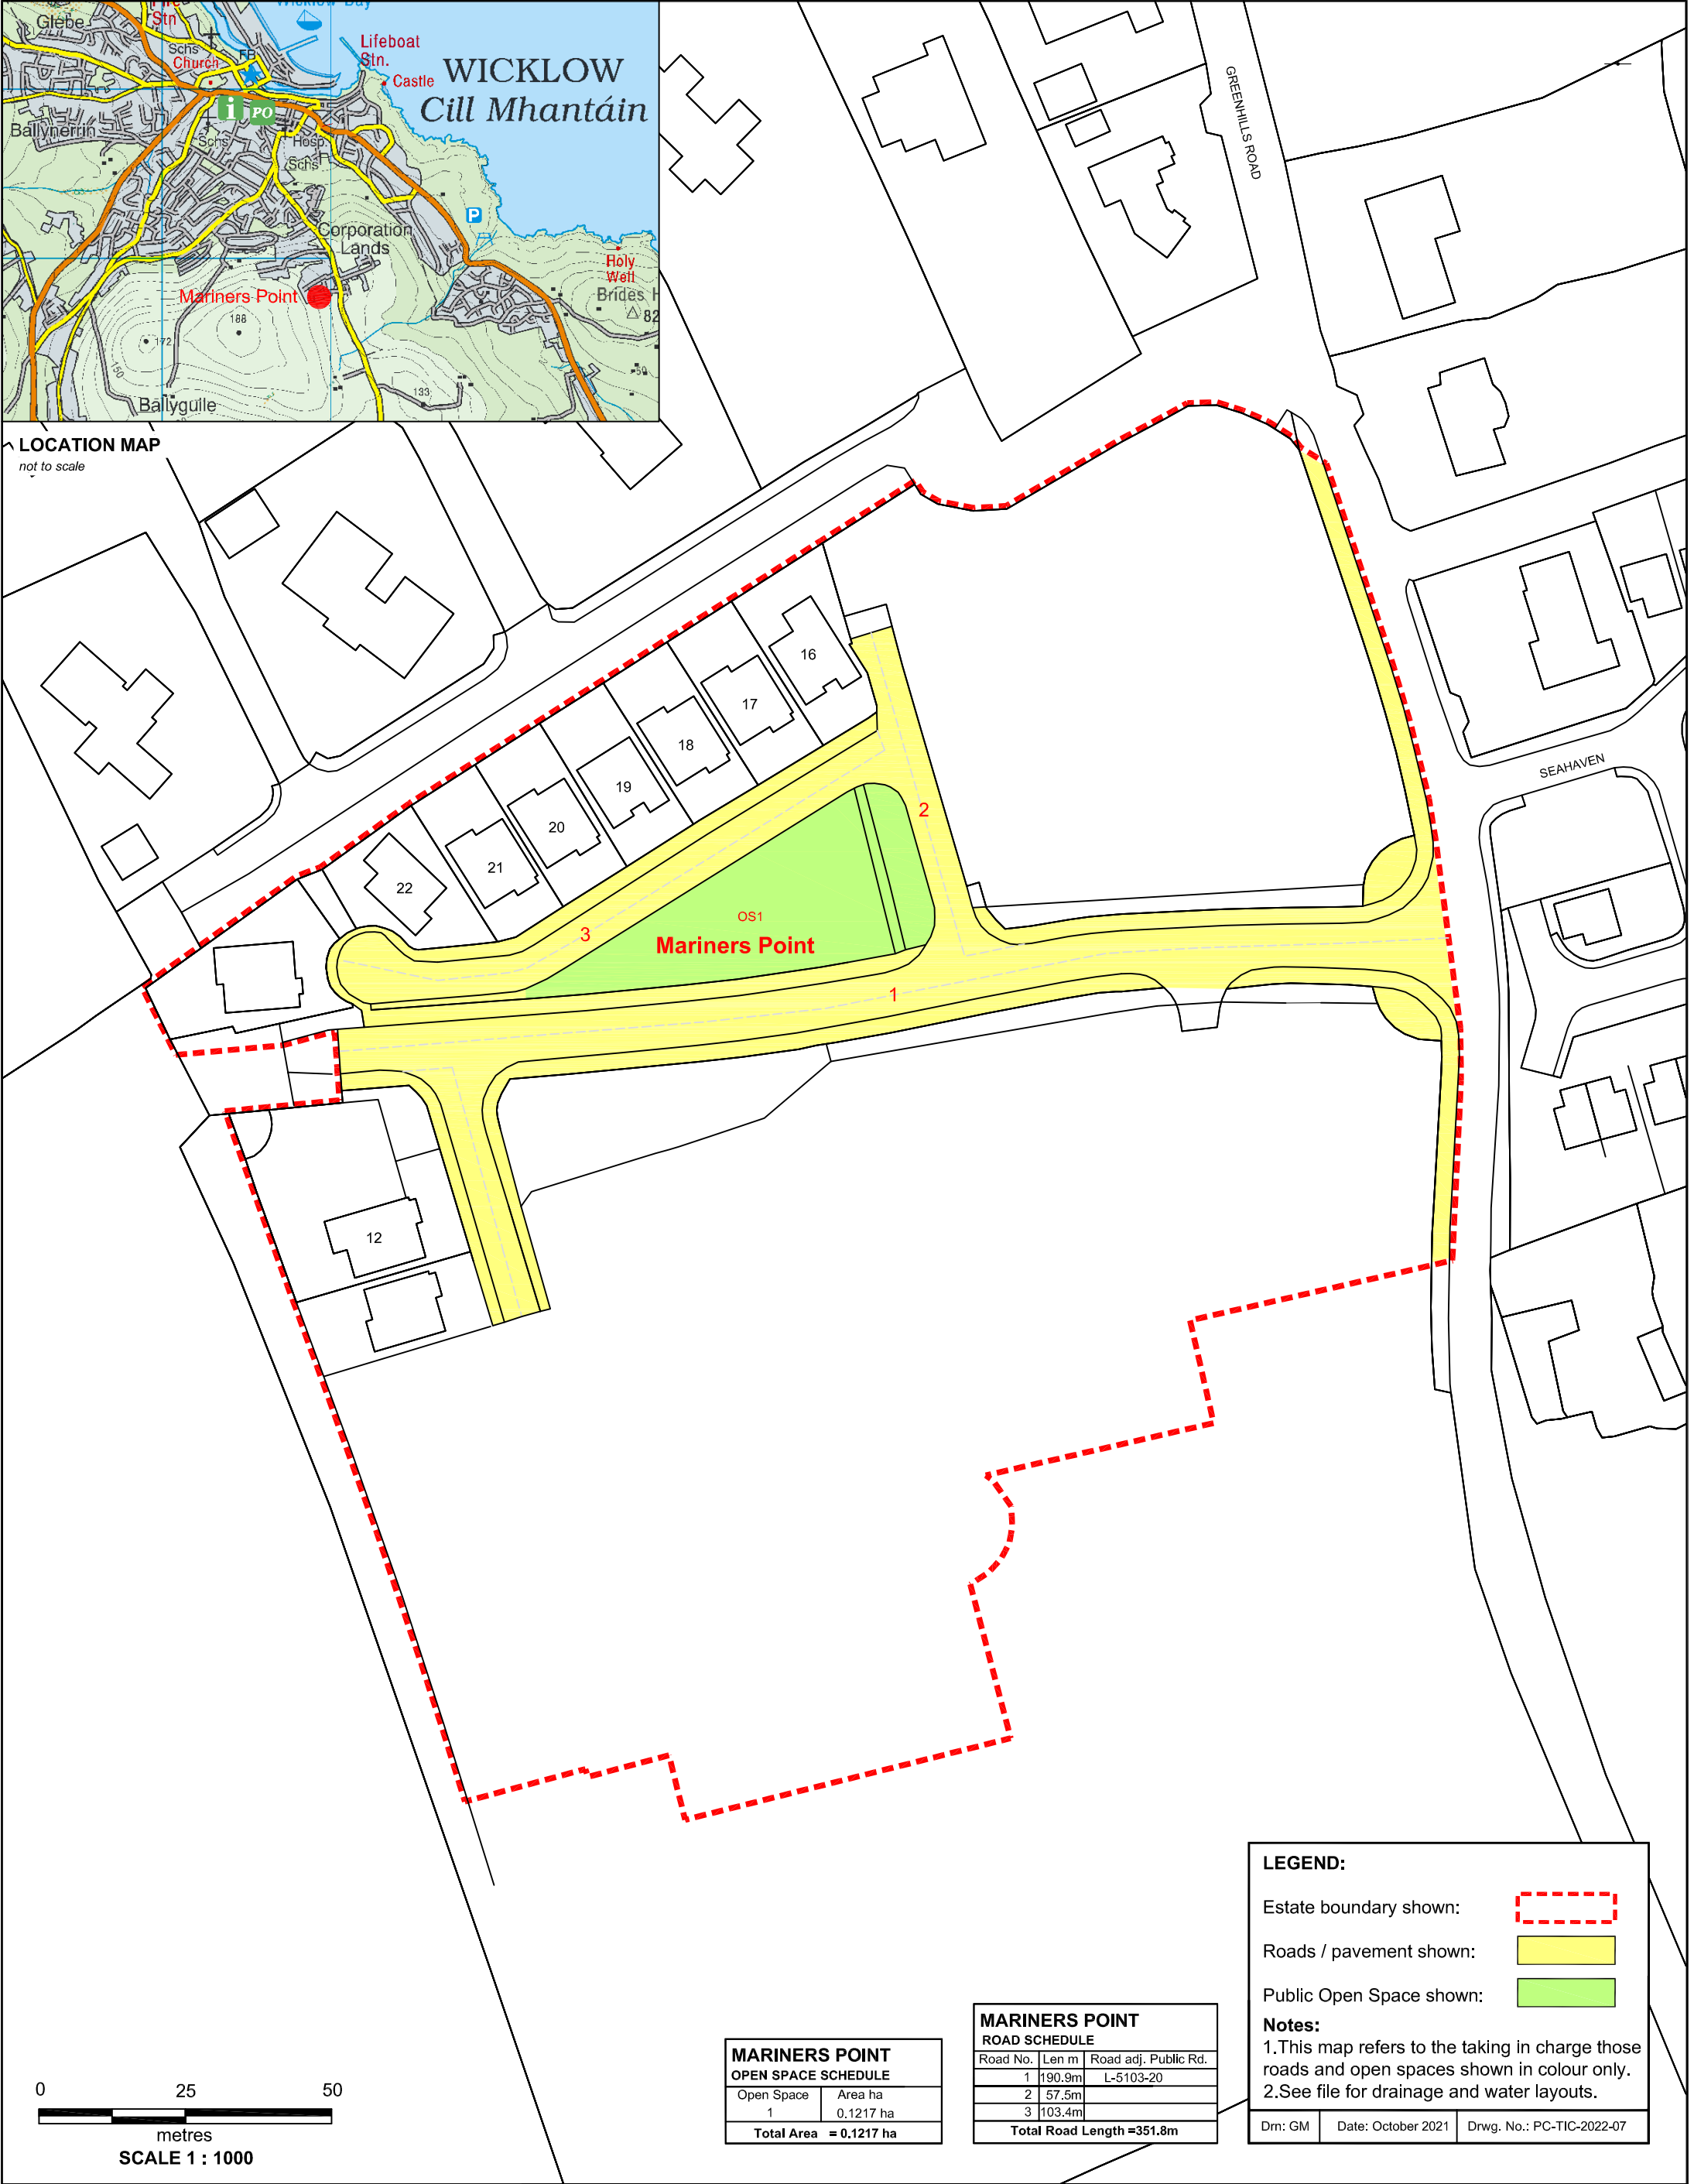 Glebe
Stn
Schs
Church
FB
Lifeboat
Stn.
Castle
WICKLOW
Cill Mhantáin
i PO
Ballynerrin
Schs
Hosp
Schs
P
Corporation
Lands
Holy
Well
Mariners Point
Brides
82
188
172
150
133
Ballyguile
LOCATION MAP
not to scale
GREENHILLS ROAD
SEAHAVEN
16
17
18
19
20
21
22
2
OS1
Mariners Point
3
1
12
LEGEND:
Estate boundary shown:
Roads / pavement shown:
Public Open Space shown:
Notes:
1.This map refers to the taking in charge those
roads and open spaces shown in colour only.
2.See file for drainage and water layouts.
Drn: GM Date: October 2021 Drwg. No.: PC-TIC-2022-07
MARINERS POINT
ROAD SCHEDULE
Road No. Len m Road adj. Public Rd.
1 190.9m L-5103-20
2 57.5m
3 103.4m
Total Road Length =351.8m
MARINERS POINT
OPEN SPACE SCHEDULE
Open Space Area ha
1 0.1217 ha
Total Area = 0.1217 ha
0 25 50
metres
SCALE 1 : 1000